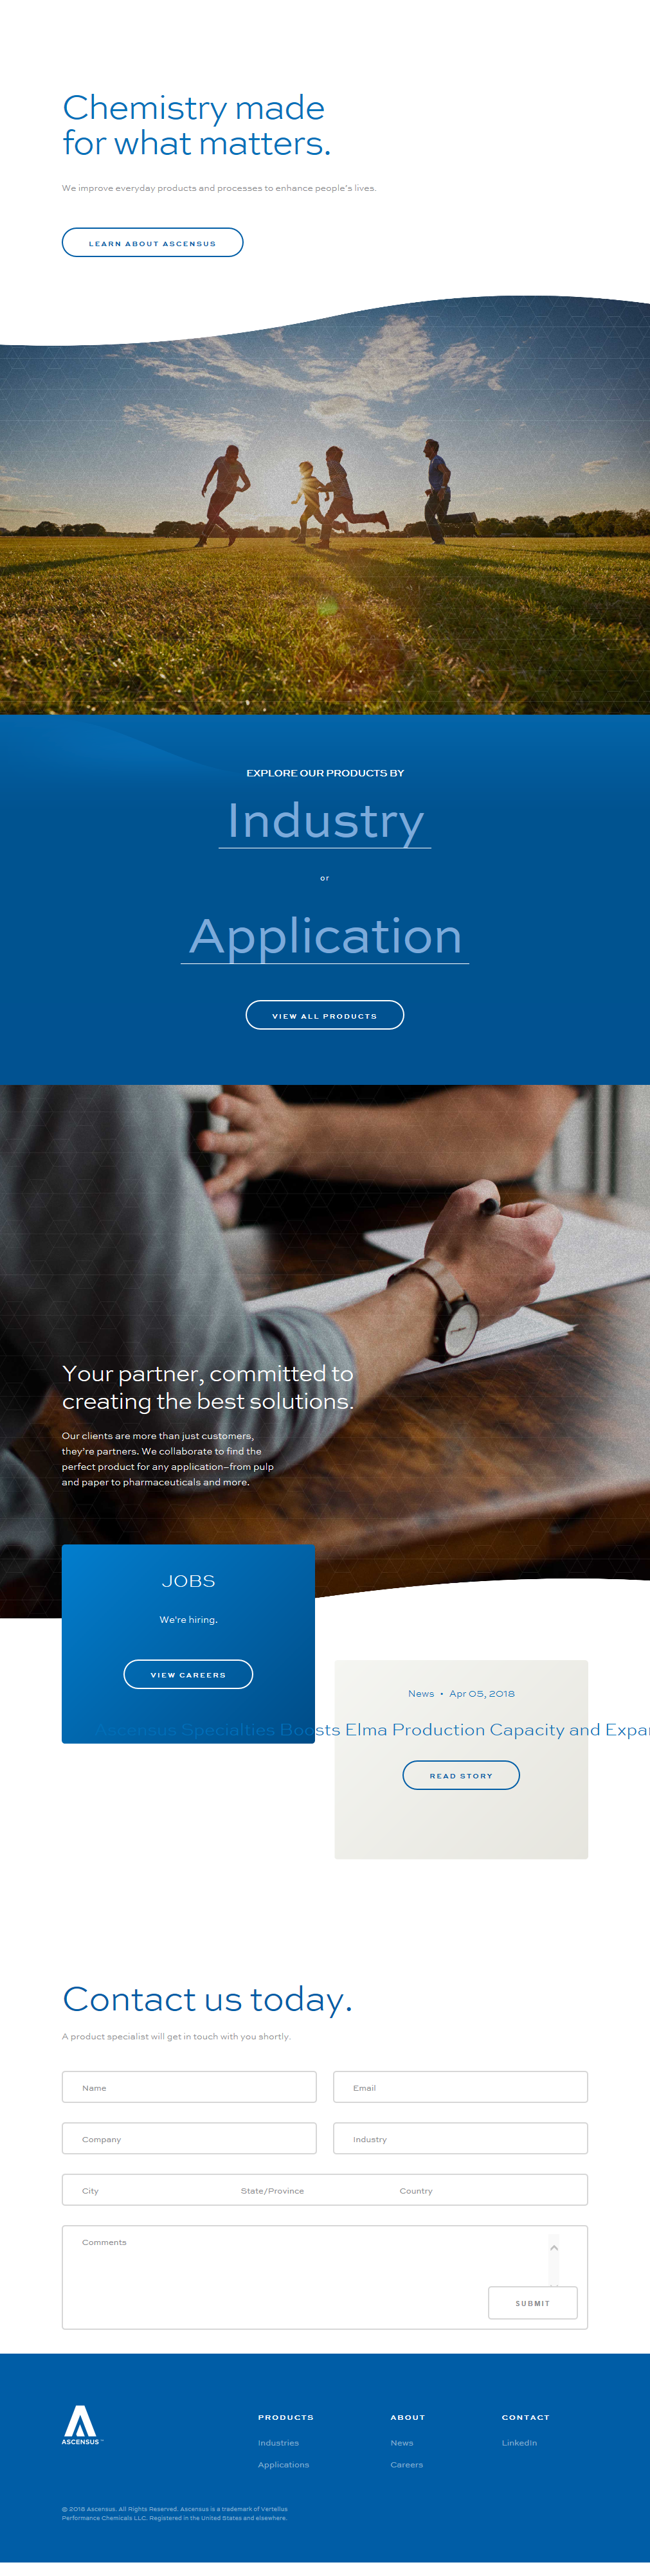 Chemistry made
for what matters.
We improve everyday products and processes to enhance people's lives.
LEARN ABOUT ASCENSUS
EXPLORE OUR PRODUCTS BY
Industry
or
Application
VIEW ALL PRODUCTS
Your partner, committed to
creating the best solutions.
Our clients are more than just customers,
they're partners. We collaborate to find the
perfect product for any application–from pulp
and paper to pharmaceuticals and more.
JOBS
We're hiring.
VIEW CAREERS
News • Apr 05, 2018
Ascensus Specialties Boosts Elma Production Capacity and Expa
READ STORY
Contact us today.
A product specialist will get in touch with you shortly.
Name
Email
Company
Industry
City
State/Province
Country
Comments
SUBMIT
ASCENSUS™
PRODUCTS
Industries
Applications
ABOUT
News
Careers
CONTACT
LinkedIn
© 2018 Ascensus. All Rights Reserved. Ascensus is a trademark of Vertellus
Performance Chemicals LLC, Registered in the United States and elsewhere.